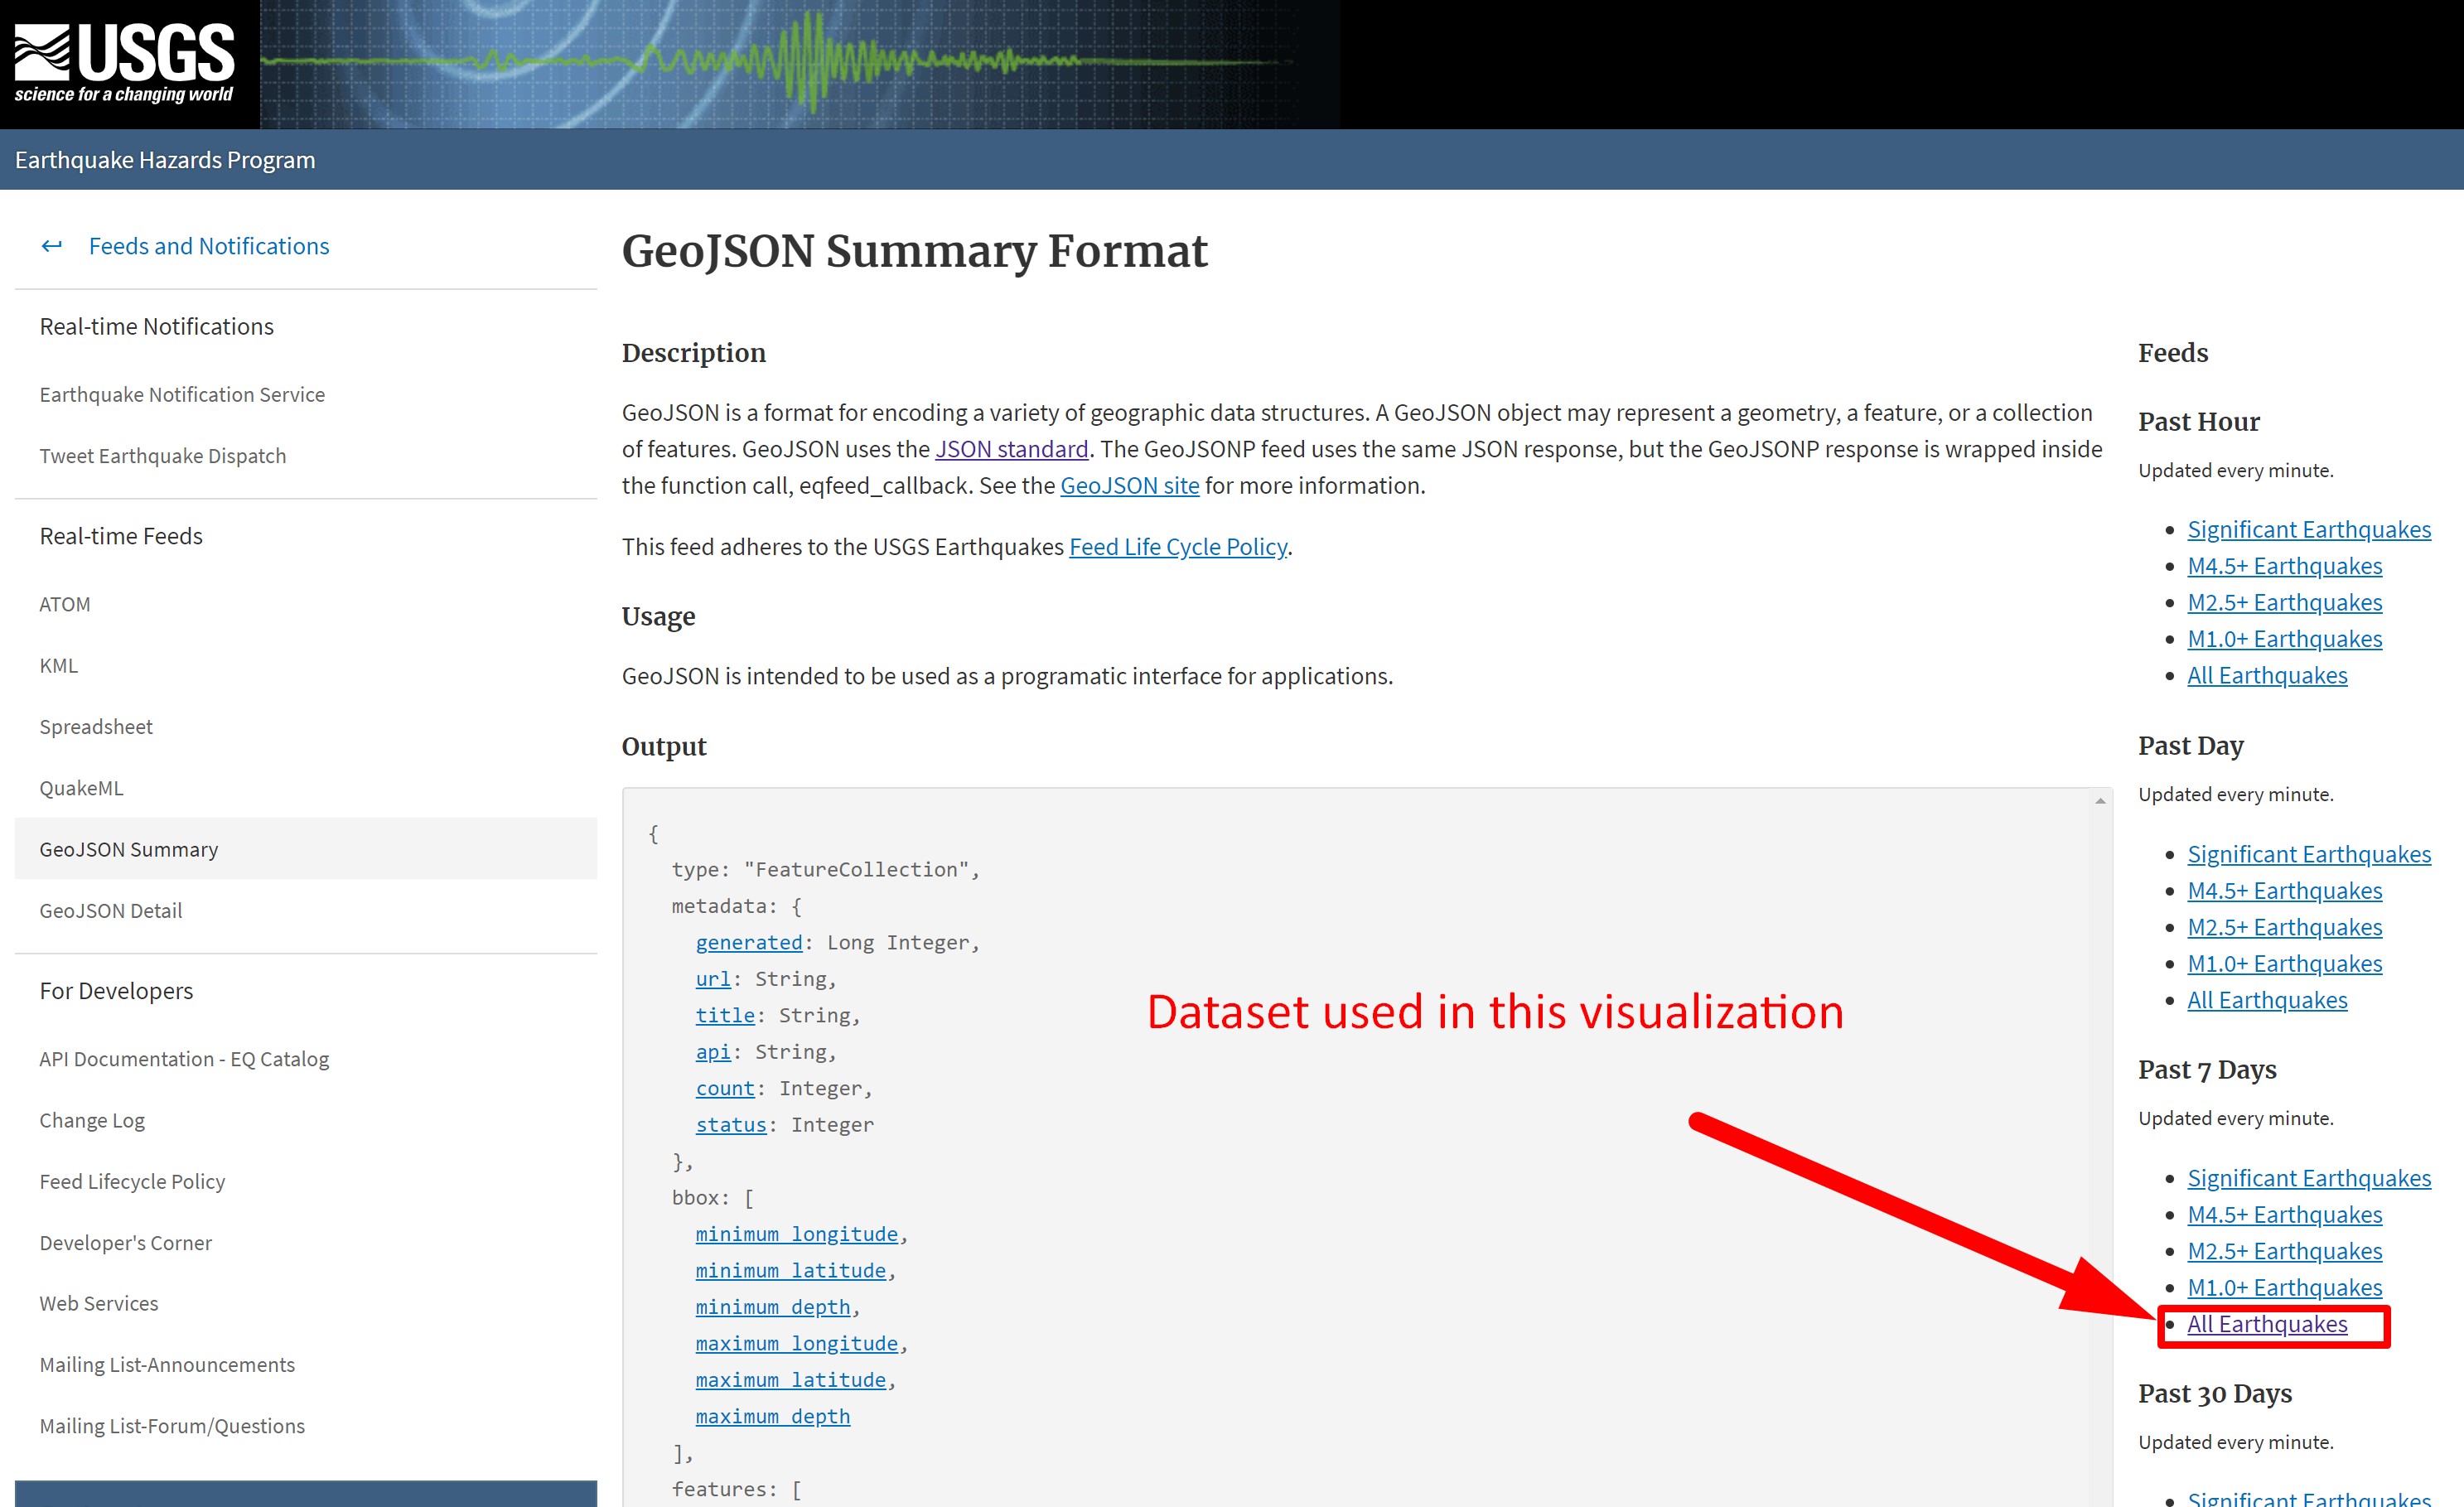 USGS
science for a changing world
Earthquake Hazards Program
↩ Feeds and Notifications
Real-time Notifications
Earthquake Notification Service
Tweet Earthquake Dispatch
Real-time Feeds
ATOM
KML
Spreadsheet
QuakeML
GeoJSON Summary
GeoJSON Detail
For Developers
API Documentation - EQ Catalog
Change Log
Feed Lifecycle Policy
Developer's Corner
Web Services
Mailing List-Announcements
Mailing List-Forum/Questions
GeoJSON Summary Format
Description
GeoJSON is a format for encoding a variety of geographic data structures. A GeoJSON object may represent a geometry, a feature, or a collection
of features. GeoJSON uses the JSON standard. The GeoJSONP feed uses the same JSON response, but the GeoJSONP response is wrapped inside
the function call, eqfeed_callback. See the GeoJSON site for more information.
This feed adheres to the USGS Earthquakes Feed Life Cycle Policy.
Usage
GeoJSON is intended to be used as a programatic interface for applications.
Output
{
type: "FeatureCollection",
metadata: {
generated: Long Integer,
url: String,
title: String,
api: String,
count: Integer,
status: Integer
},
bbox: [
minimum longitude,
minimum latitude,
minimum depth,
maximum longitude,
maximum latitude,
maximum depth
],
features: [
Dataset used in this visualization
Feeds
Past Hour
Updated every minute.
• Significant Earthquakes
• M4.5+ Earthquakes
• M2.5+ Earthquakes
• M1.0+ Earthquakes
• All Earthquakes
Past Day
Updated every minute.
• Significant Earthquakes
• M4.5+ Earthquakes
• M2.5+ Earthquakes
• M1.0+ Earthquakes
• All Earthquakes
Past 7 Days
Updated every minute.
• Significant Earthquakes
• M4.5+ Earthquakes
• M2.5+ Earthquakes
• M1.0+ Earthquakes
• All Earthquakes
Past 30 Days
Updated every minute.
• Significant Earthquakes